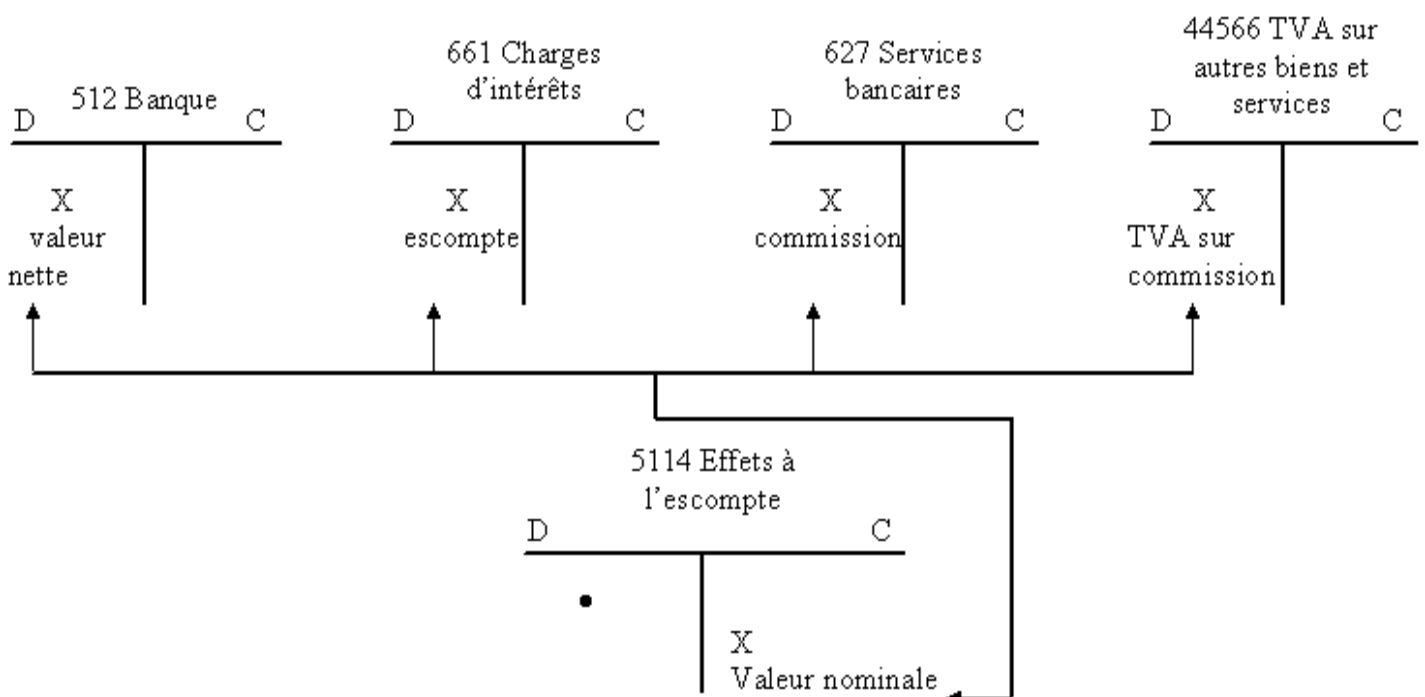 512 Banque
D C
X
valeur
nette
661 Charges
d'intérêts
D C
X
escompte
627 Services
bancaires
D C
X
commission
44566 TVA sur
autres biens et
services
D C
X
TVA sur
commission
5114 Effets à
l'escompte
D C
X
Valeur nominale